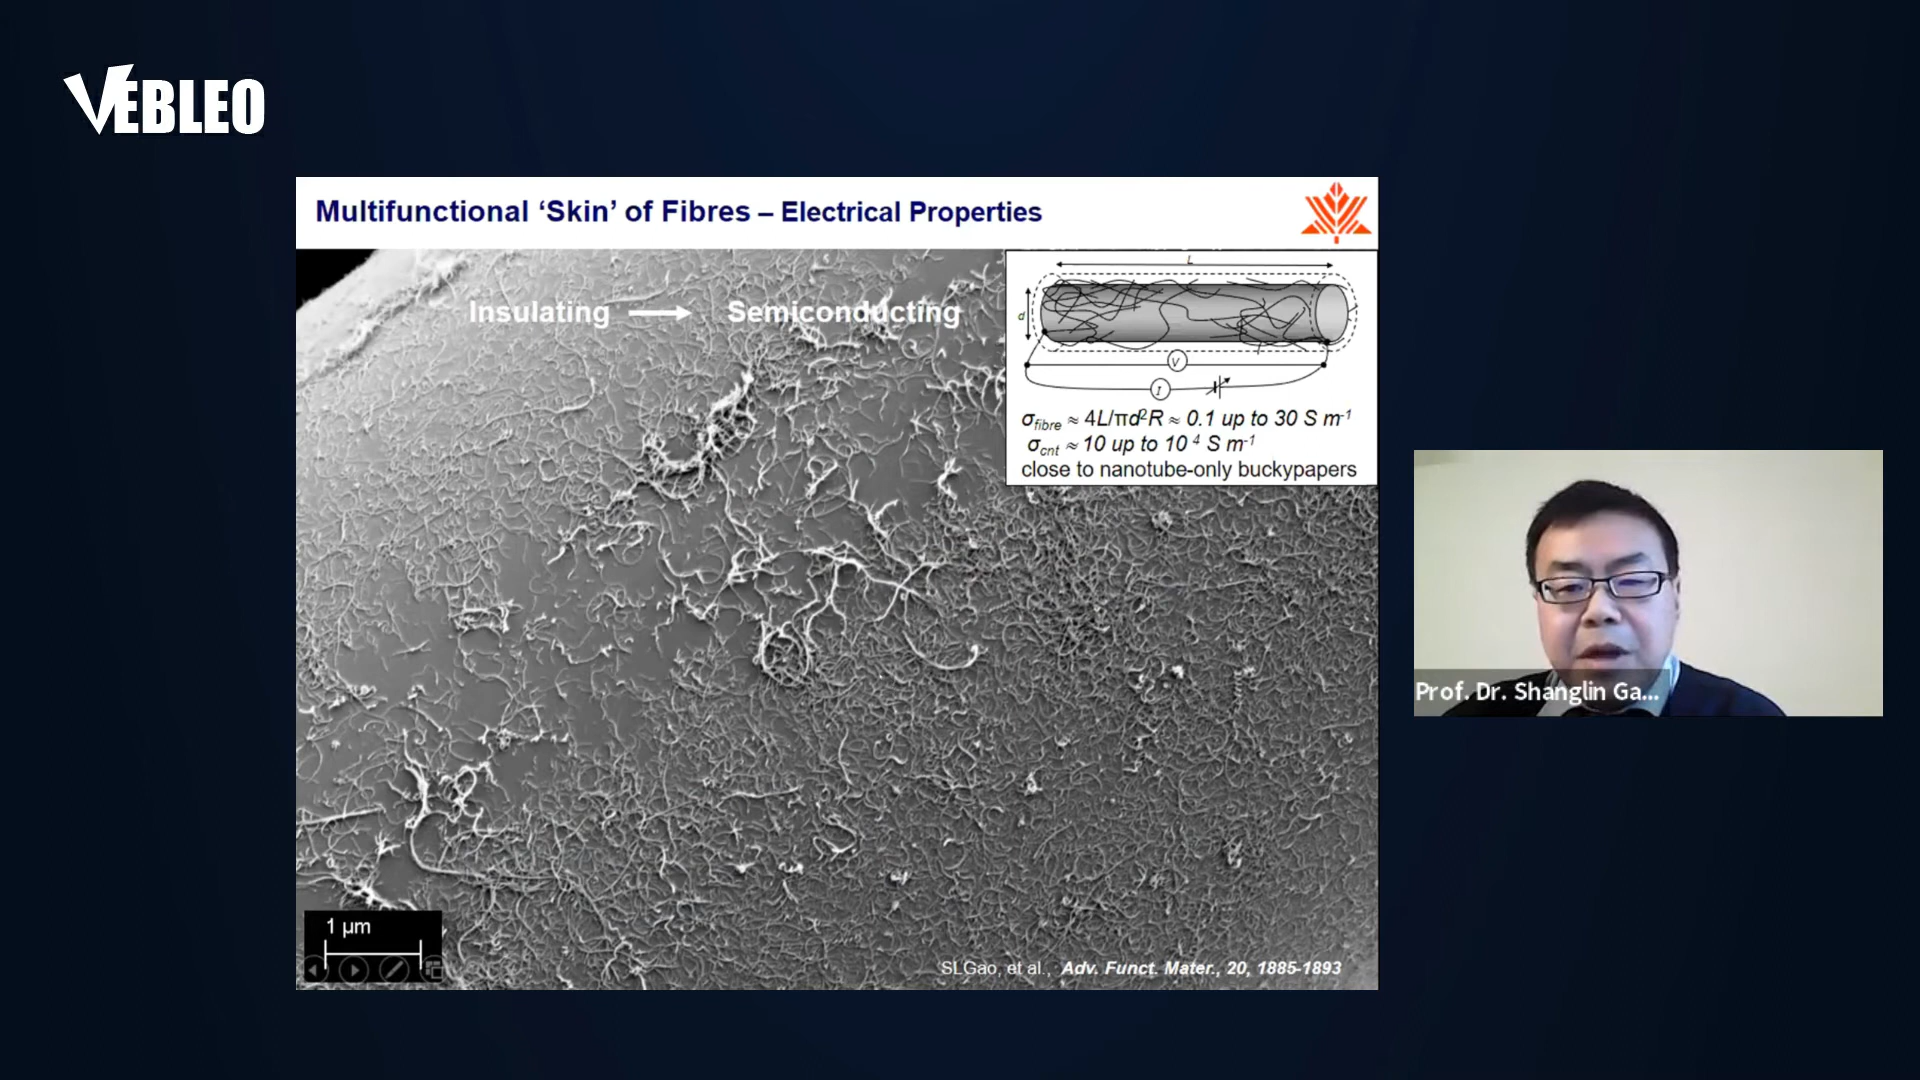 VEBLEO
Multifunctional ‘Skin’ of Fibres – Electrical Properties
Insulating → Semiconducting
L
d
V
I
σfibre ≈ 4L/πd²R ≈ 0.1 up to 30 S m⁻¹
σcnt ≈ 10 up to 10⁴ S m⁻¹
close to nanotube-only buckypapers
Prof. Dr. Shanglin Ga...
1 µm
SLGao, et al., Adv. Funct. Mater., 20, 1885-1893